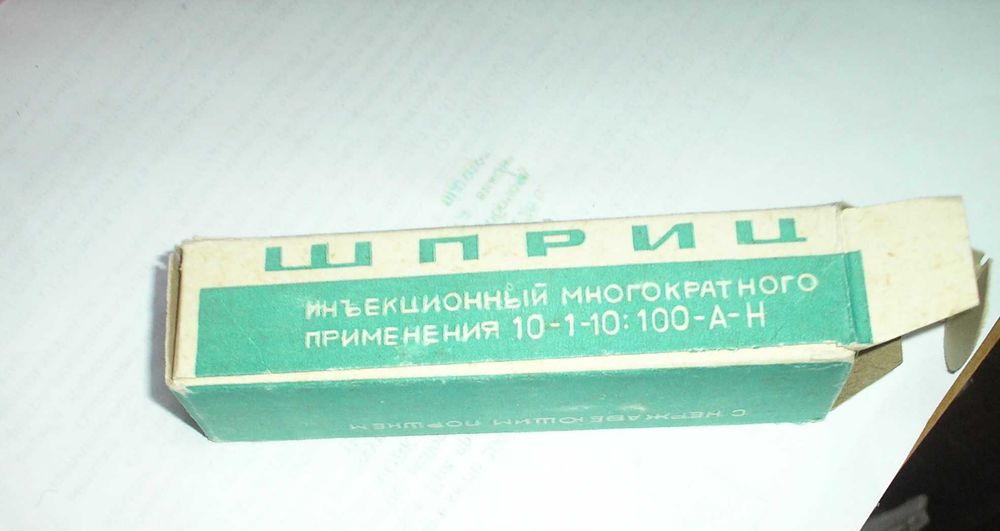 ШПРИЦ
ИНЪЕКЦИОННЫЙ МНОГОКРАТНОГО
ПРИМЕНЕНИЯ 10-1-10:100-А-Н
С НЕРЖАВЕЮЩИМ ПОРШНЕМ